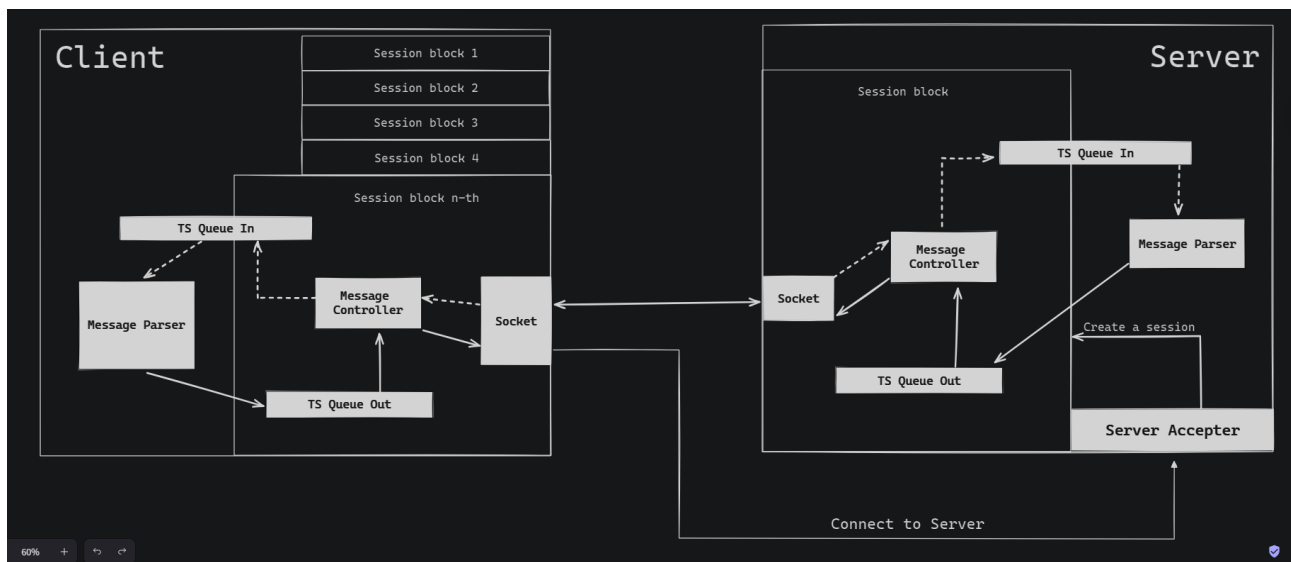 Client
Session block 1
Session block 2
Session block 3
Session block 4
Session block n-th
TS Queue In
Message Parser
Message
Controller
Socket
TS Queue Out
Server
Session block
TS Queue In
Message
Controller
Message Parser
Socket
Create a session
TS Queue Out
Server Accepter
Connect to Server
60%